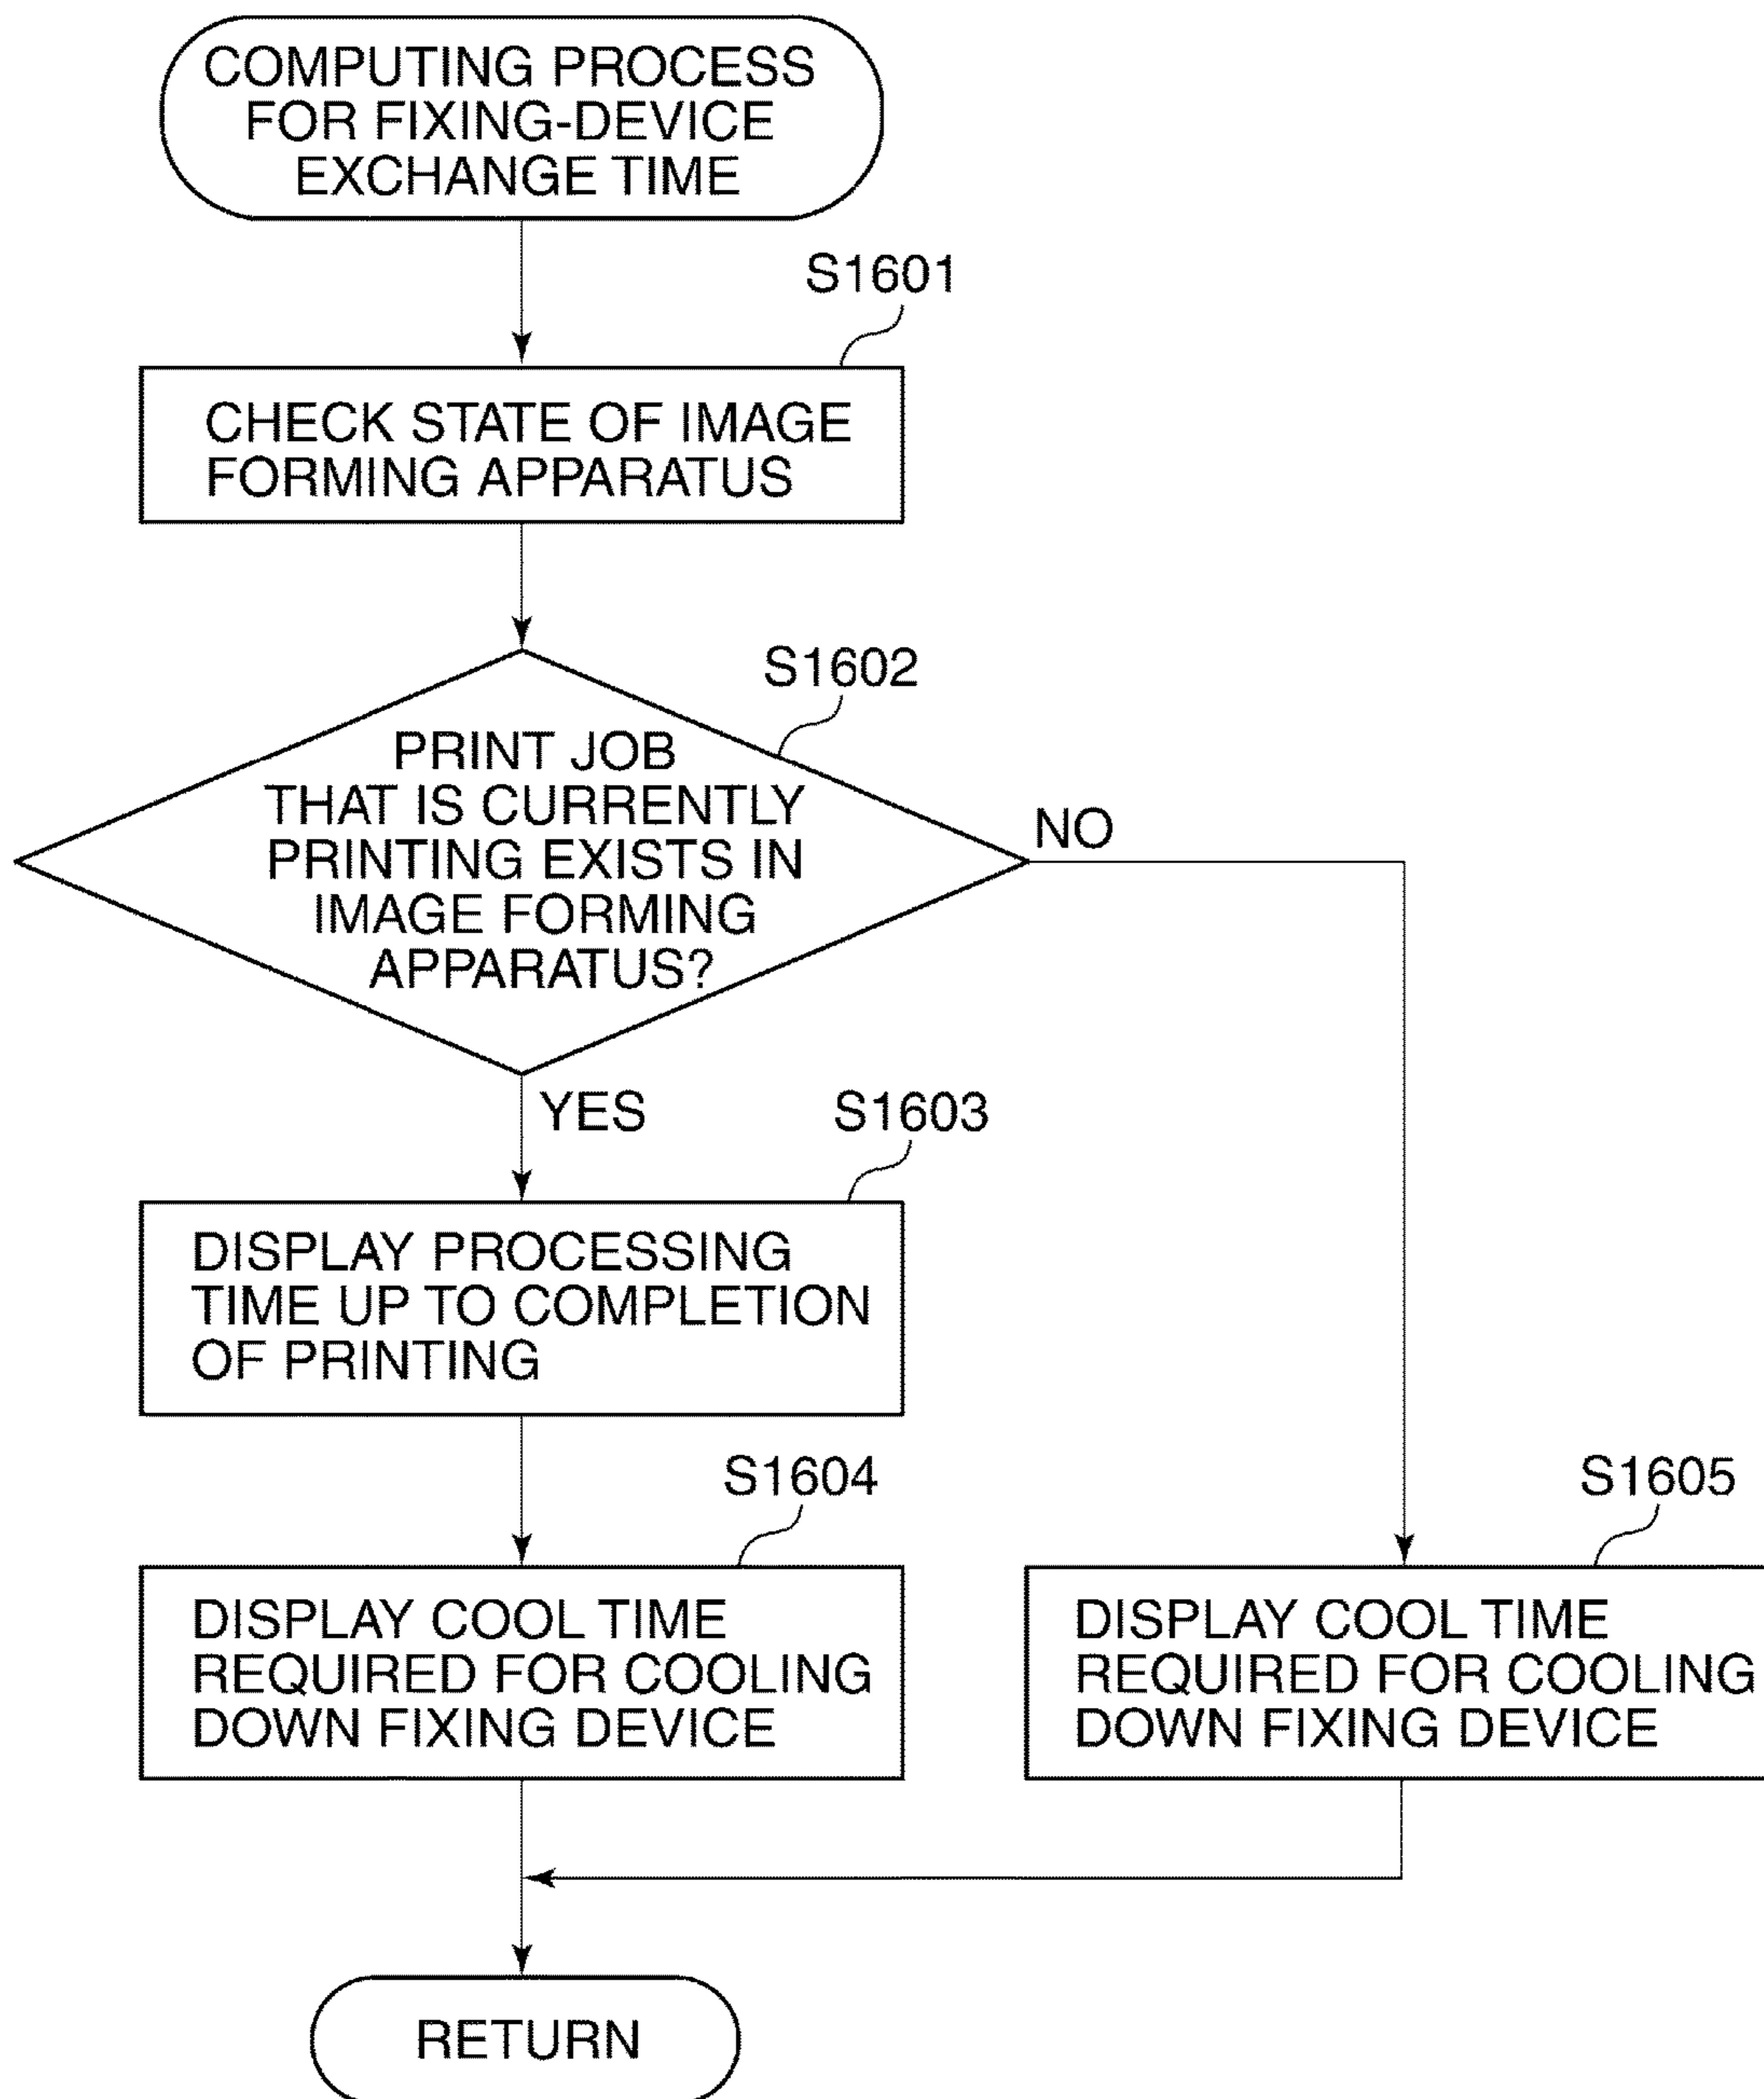 COMPUTING PROCESS
FOR FIXING-DEVICE
EXCHANGE TIME
S1601
CHECK STATE OF IMAGE
FORMING APPARATUS
S1602
PRINT JOB
THAT IS CURRENTLY
PRINTING EXISTS IN
IMAGE FORMING
APPARATUS?
NO
YES
S1603
DISPLAY PROCESSING
TIME UP TO COMPLETION
OF PRINTING
S1604
DISPLAY COOL TIME
REQUIRED FOR COOLING
DOWN FIXING DEVICE
S1605
DISPLAY COOL TIME
REQUIRED FOR COOLING
DOWN FIXING DEVICE
RETURN